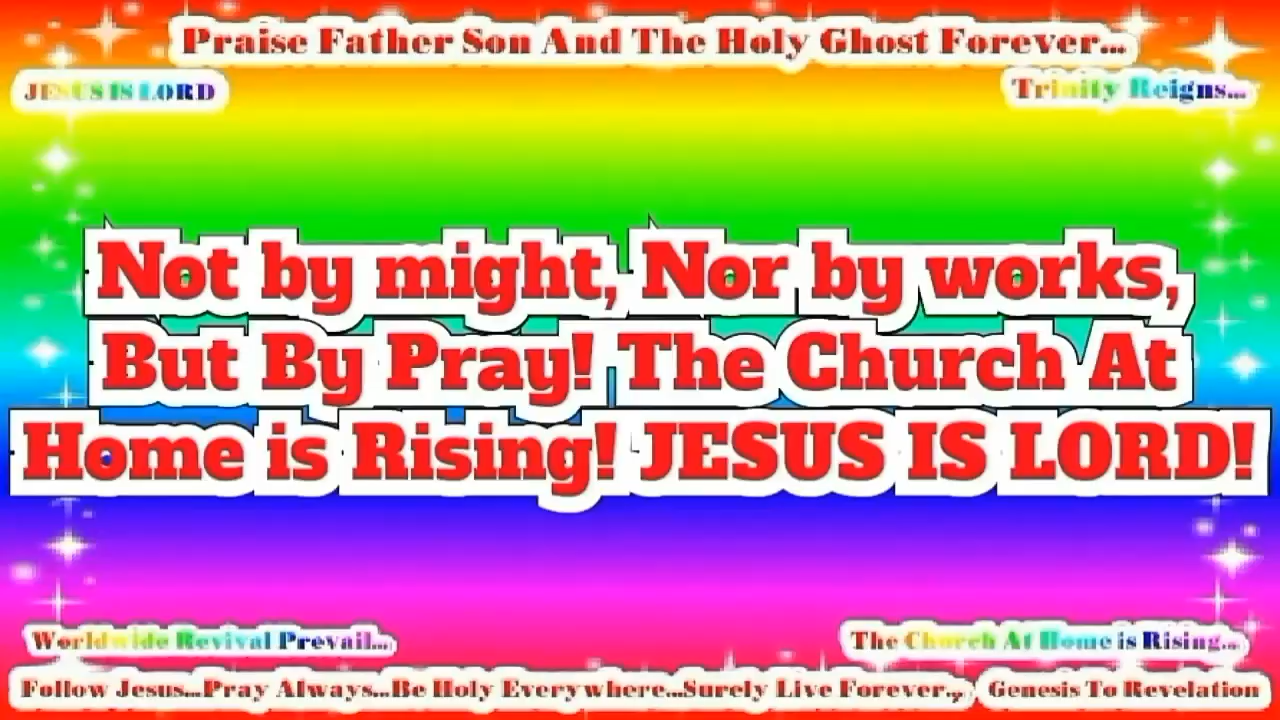 Praise Father Son And The Holy Ghost Forever...
JESUS IS LORD
Trinity Reigns...
Not by might, Nor by works,
But By Pray! The Church At
Home is Rising! JESUS IS LORD!
Worldwide Revival Prevail...
The Church At Home is Rising...
Follow Jesus...Pray Always...Be Holy Everywhere...Surely Live Forever..., Genesis To Revelation